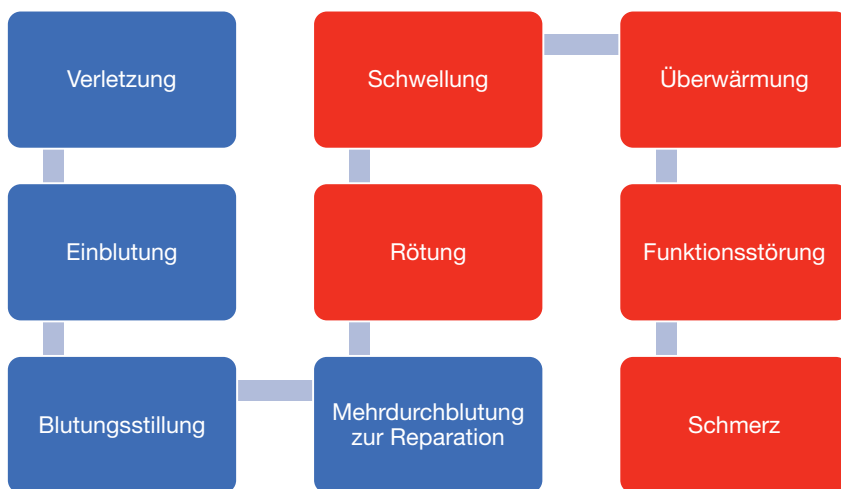 Verletzung
Einblutung
Blutungsstillung
Mehrdurchblutung
zur Reparation
Rötung
Schwellung
Überwärmung
Funktionsstörung
Schmerz